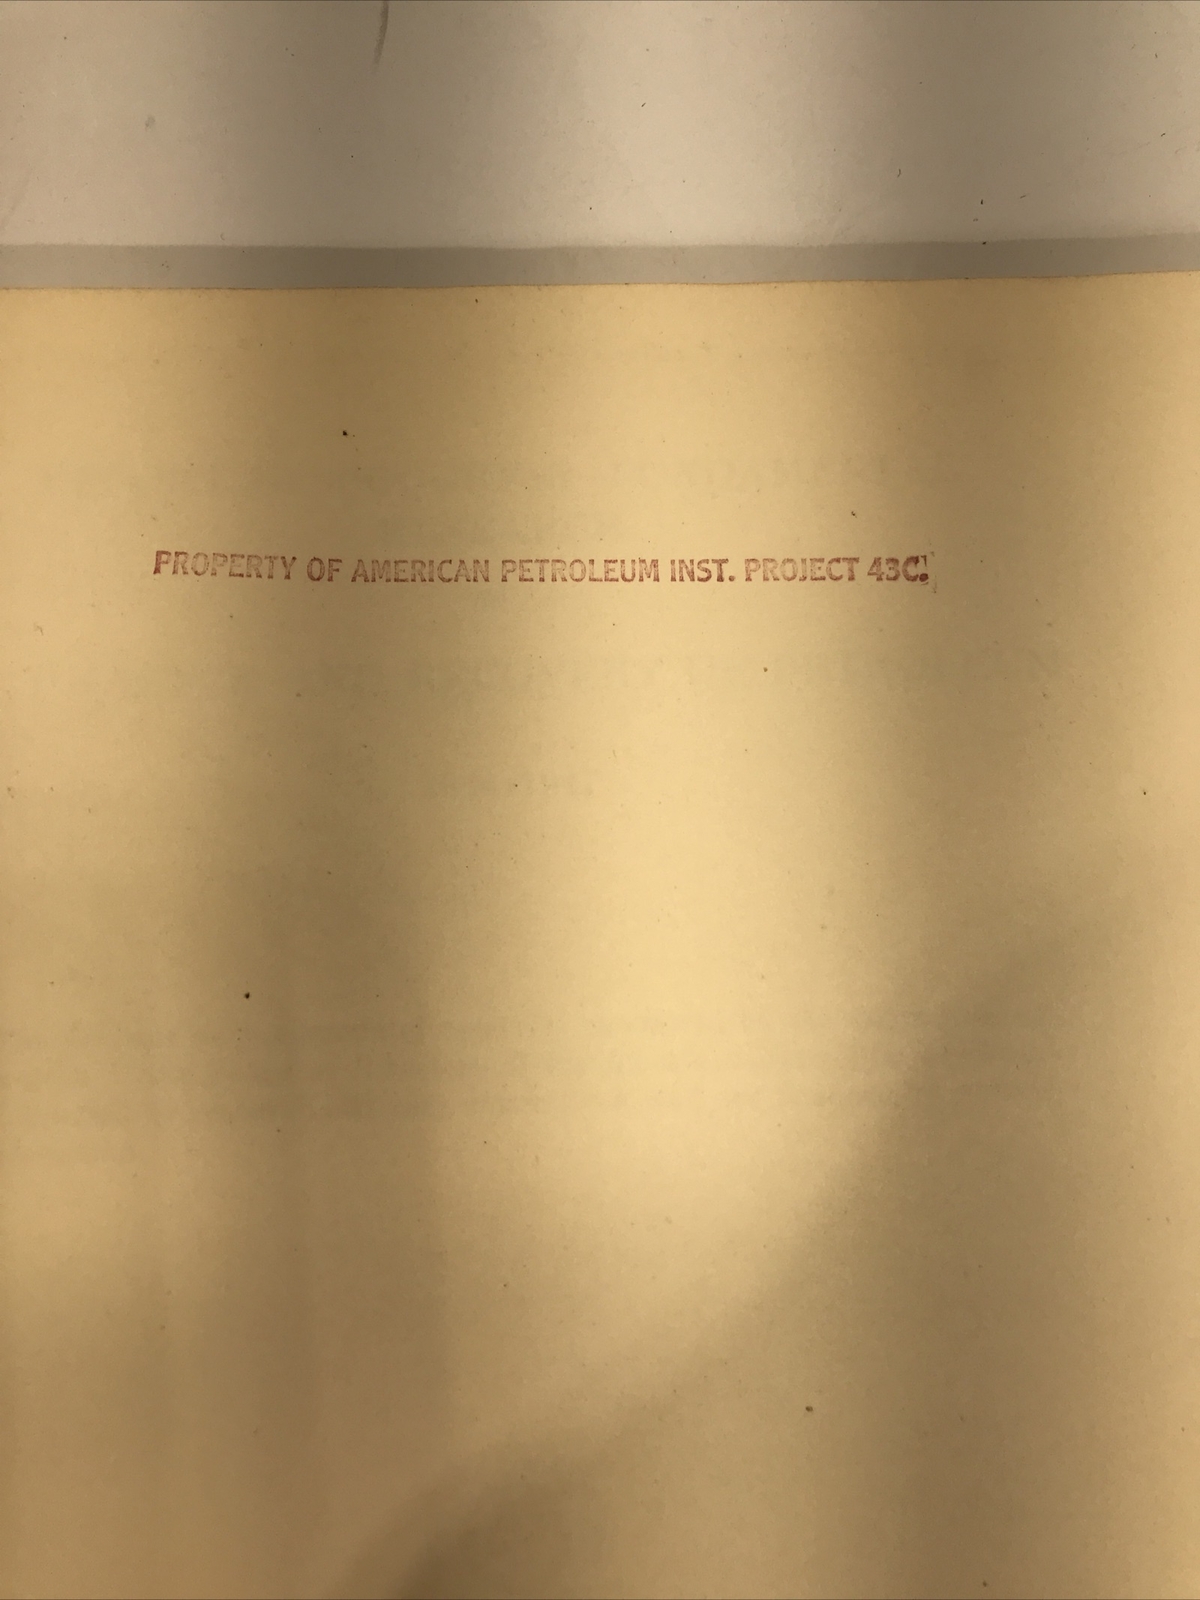 PROPERTY OF AMERICAN PETROLEUM INST. PROJECT 43C.